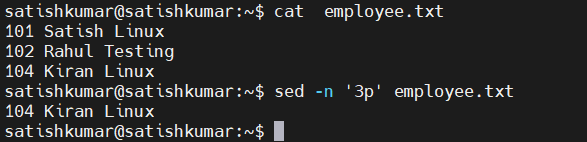 satishkumar@satishkumar:~$ cat  employee.txt
101 Satish Linux
102 Rahul Testing
104 Kiran Linux
satishkumar@satishkumar:~$ sed -n '3p' employee.txt
104 Kiran Linux
satishkumar@satishkumar:~$